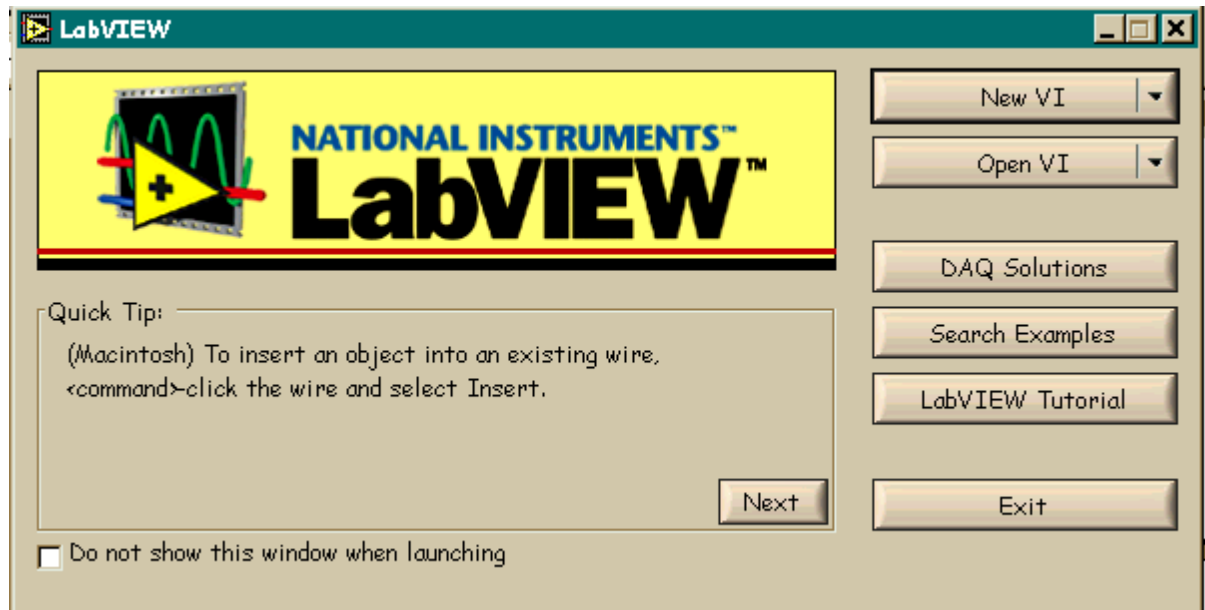 LabVIEW
NATIONAL INSTRUMENTS™
LabVIEW™
Quick Tip:
(Macintosh) To insert an object into an existing wire,
<command>-click the wire and select Insert.
Next
Do not show this window when launching
New VI
Open VI
DAQ Solutions
Search Examples
LabVIEW Tutorial
Exit